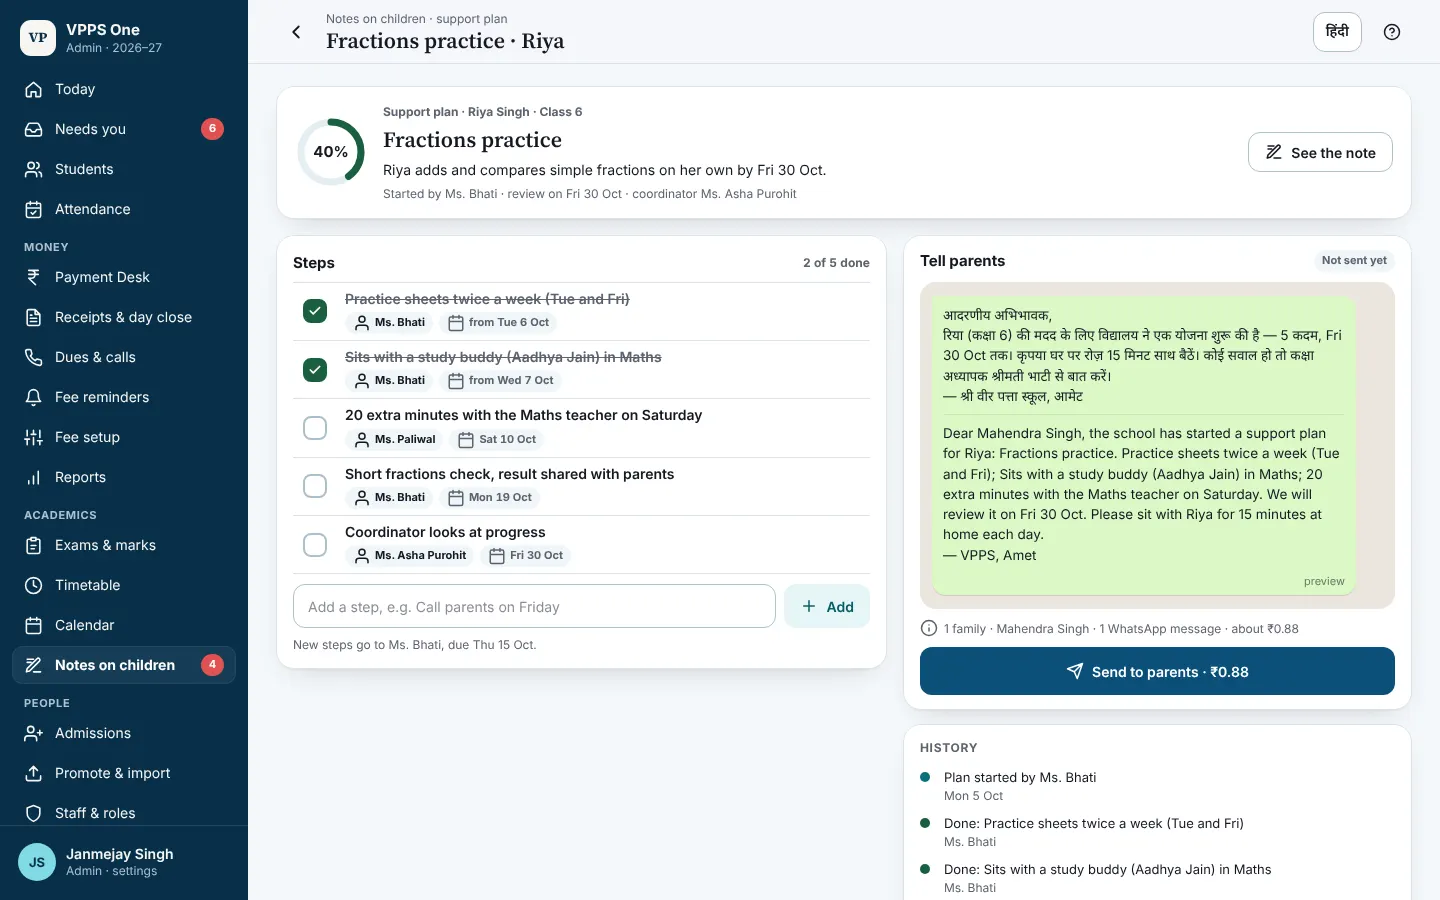 VP
VPPS One
Admin · 2026–27
Today
Needs you 6
Students
Attendance
MONEY
Payment Desk
Receipts & day close
Dues & calls
Fee reminders
Fee setup
Reports
ACADEMICS
Exams & marks
Timetable
Calendar
Notes on children 4
PEOPLE
Admissions
Promote & import
Staff & roles
JS
Janmejay Singh
Admin · settings
Notes on children · support plan
Fractions practice · Riya
हिंदी
40%
Support plan · Riya Singh · Class 6
Fractions practice
Riya adds and compares simple fractions on her own by Fri 30 Oct.
Started by Ms. Bhati · review on Fri 30 Oct · coordinator Ms. Asha Purohit
See the note
Steps 2 of 5 done
Practice sheets twice a week (Tue and Fri)
Ms. Bhati from Tue 6 Oct
Sits with a study buddy (Aadhya Jain) in Maths
Ms. Bhati from Wed 7 Oct
20 extra minutes with the Maths teacher on Saturday
Ms. Paliwal Sat 10 Oct
Short fractions check, result shared with parents
Ms. Bhati Mon 19 Oct
Coordinator looks at progress
Ms. Asha Purohit Fri 30 Oct
Add a step, e.g. Call parents on Friday
Add
New steps go to Ms. Bhati, due Thu 15 Oct.
Tell parents Not sent yet
आदरणीय अभिभावक,
रिया (कक्षा 6) की मदद के लिए विद्यालय ने एक योजना शुरू की है — 5 कदम, Fri
30 Oct तक। कृपया घर पर रोज़ 15 मिनट साथ बैठें। कोई सवाल हो तो कक्षा
अध्यापक श्रीमती भाटी से बात करें।
— श्री वीर पत्ता स्कूल, आमेट
Dear Mahendra Singh, the school has started a support plan
for Riya: Fractions practice. Practice sheets twice a week (Tue
and Fri); Sits with a study buddy (Aadhya Jain) in Maths; 20
extra minutes with the Maths teacher on Saturday. We will
review it on Fri 30 Oct. Please sit with Riya for 15 minutes at
home each day.
— VPPS, Amet
preview
1 family · Mahendra Singh · 1 WhatsApp message · about ₹0.88
Send to parents · ₹0.88
HISTORY
Plan started by Ms. Bhati
Mon 5 Oct
Done: Practice sheets twice a week (Tue and Fri)
Ms. Bhati
Done: Sits with a study buddy (Aadhya Jain) in Maths
Ms. Bhati